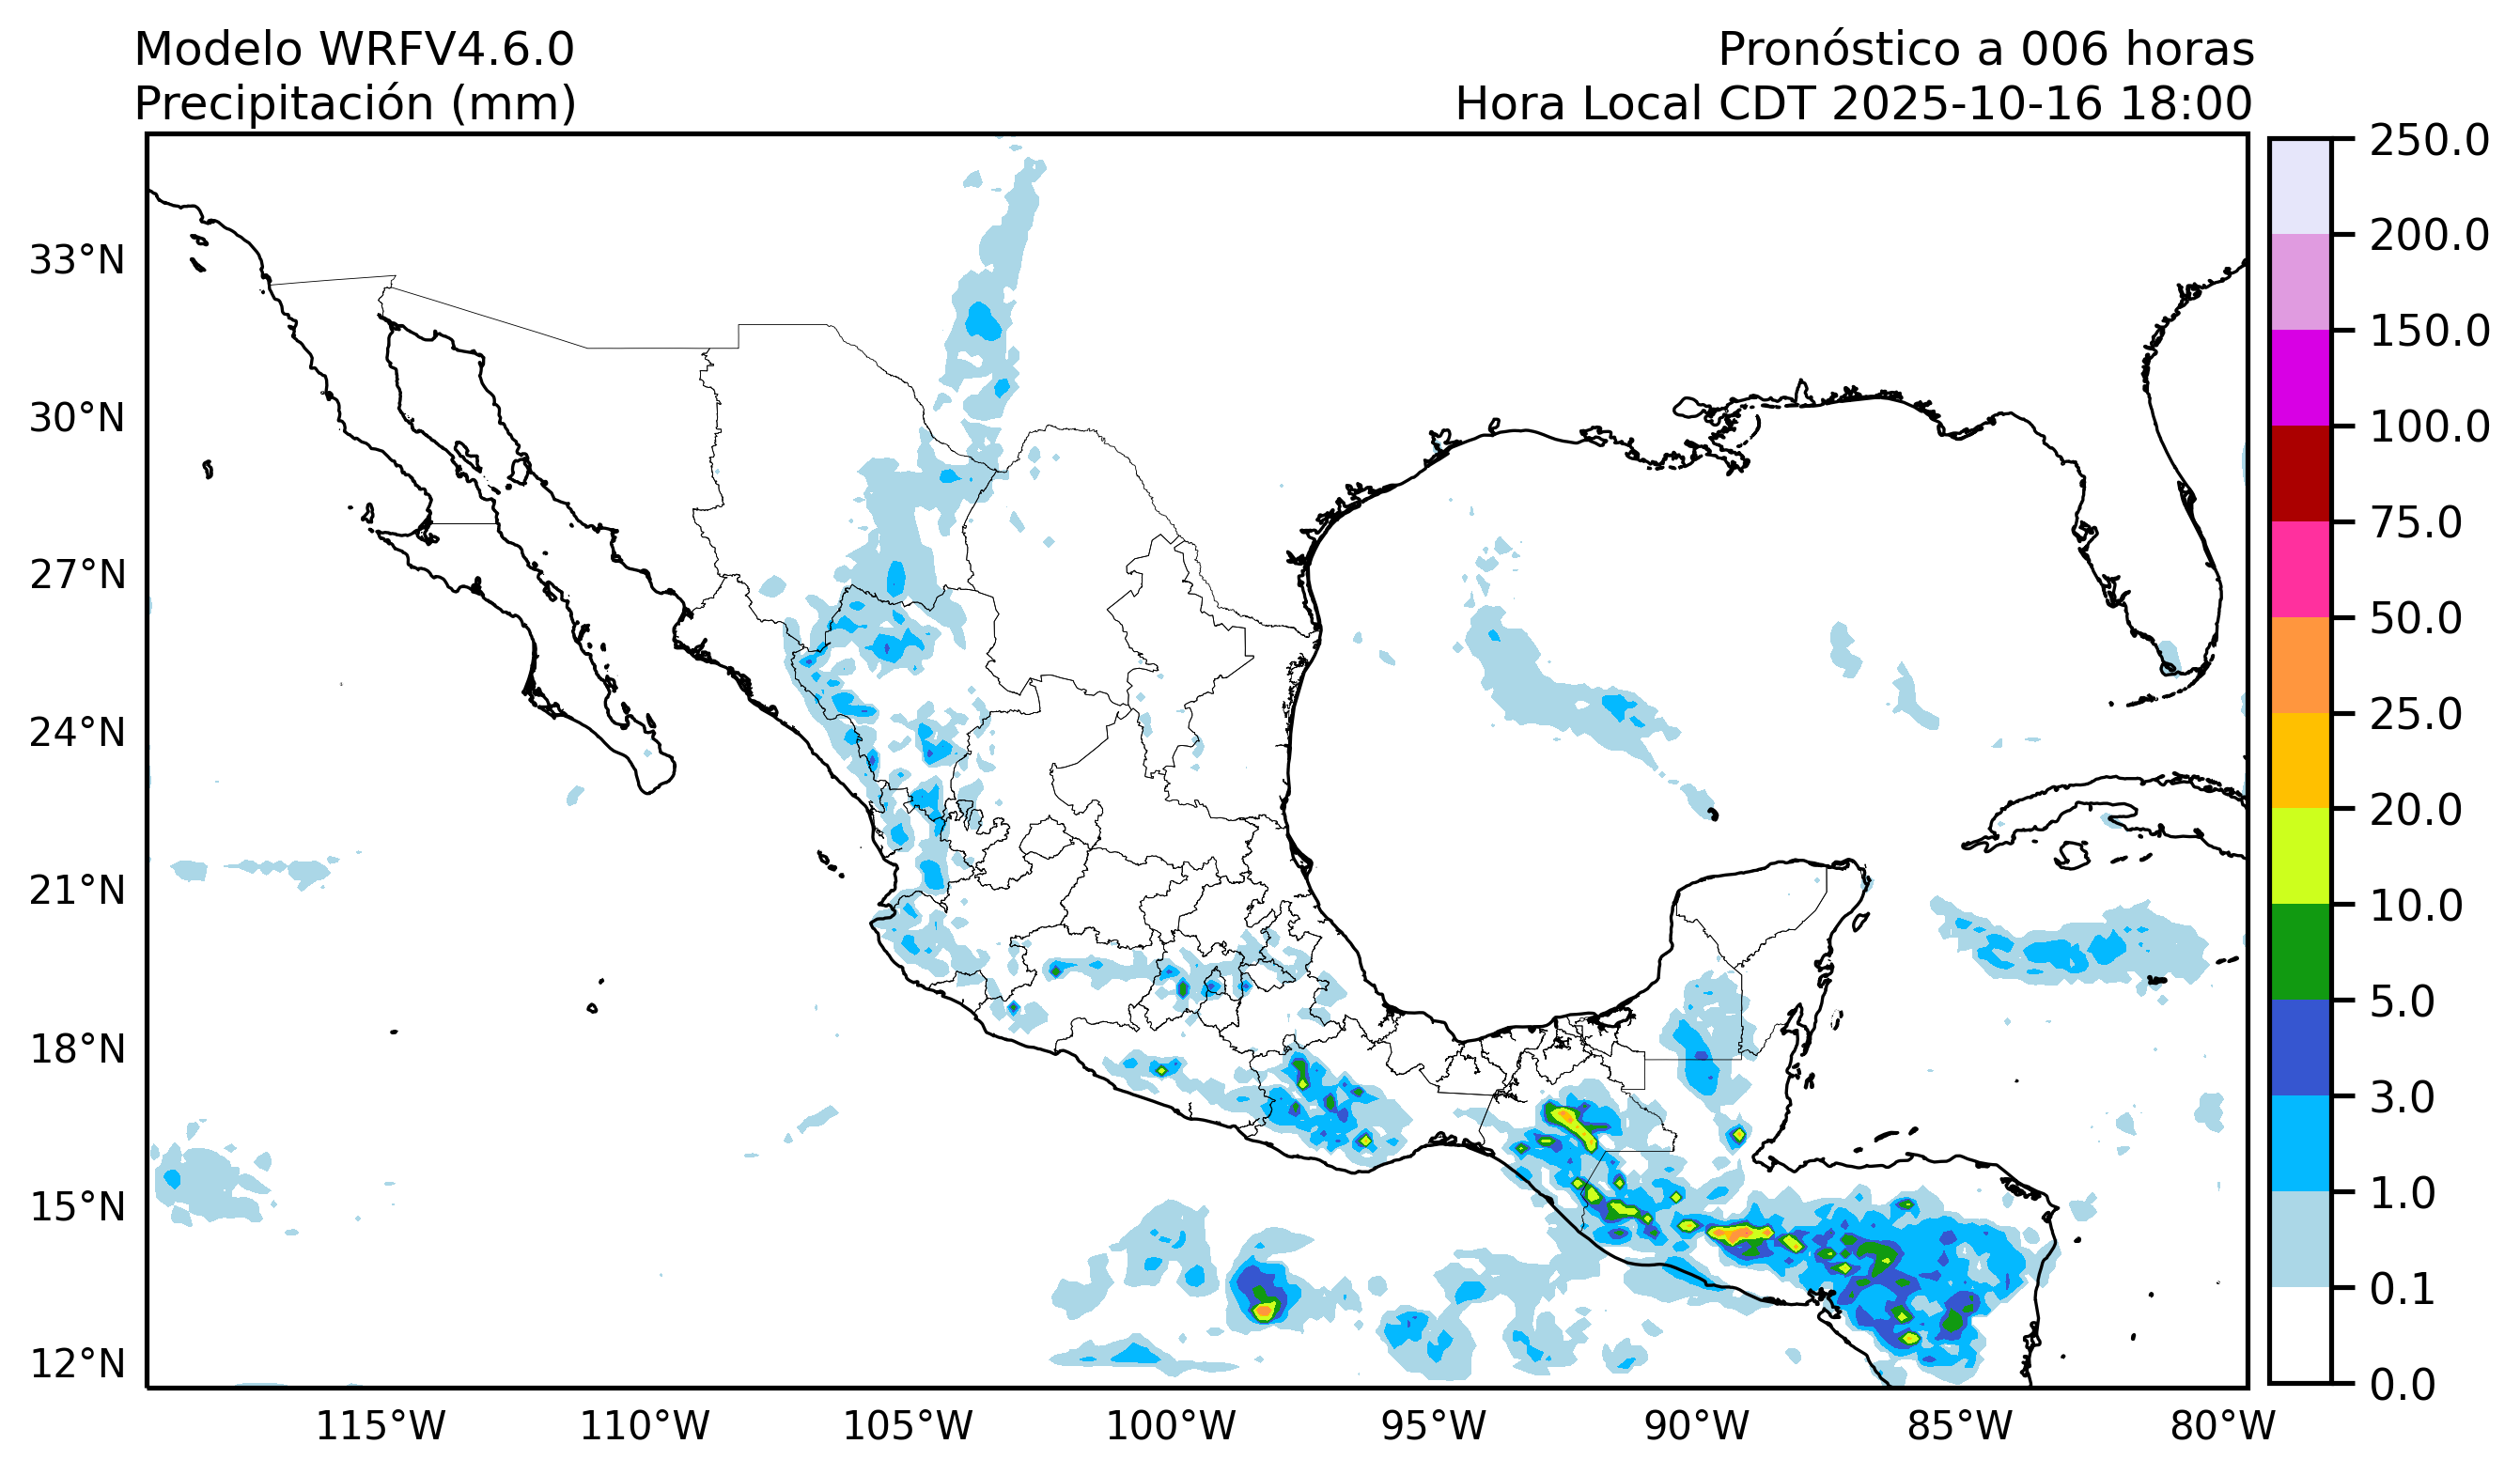 Modelo WRFV4.6.0
Precipitación (mm)
Pronóstico a 006 horas
Hora Local CDT 2025-10-16 18:00
33°N
30°N
27°N
24°N
21°N
18°N
15°N
12°N
115°W
110°W
105°W
100°W
95°W
90°W
85°W
80°W
250.0
200.0
150.0
100.0
75.0
50.0
25.0
20.0
10.0
5.0
3.0
1.0
0.1
0.0